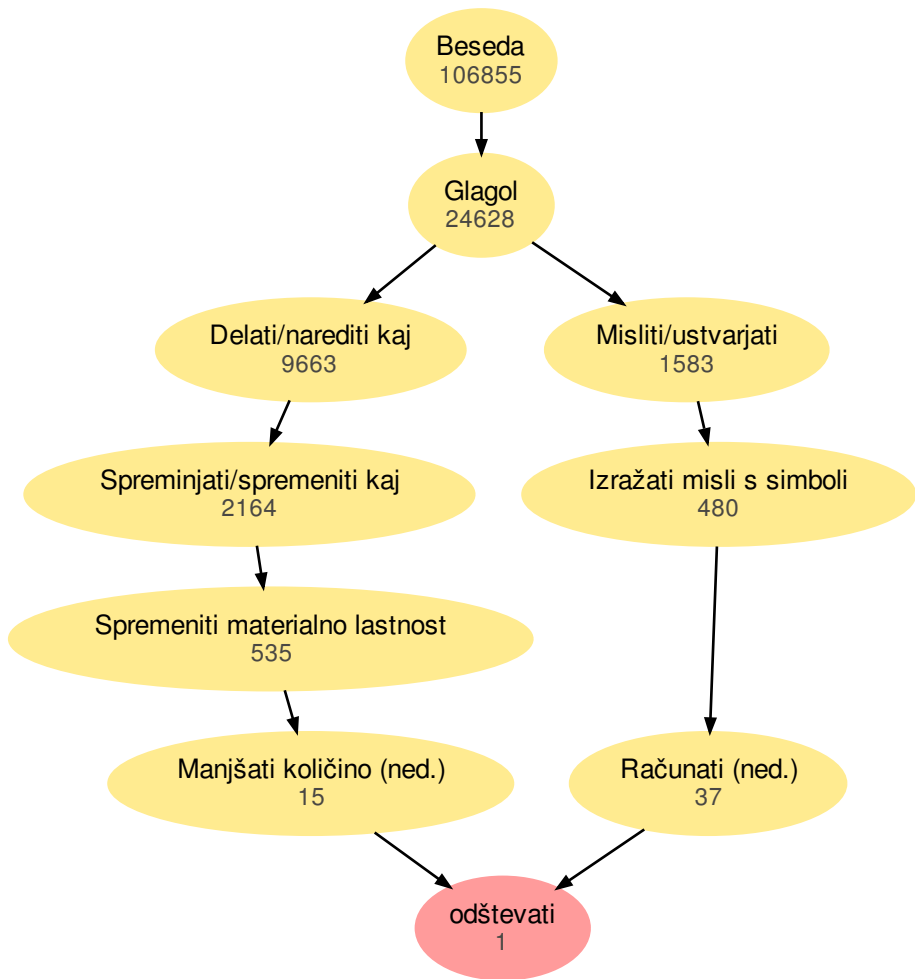 Beseda
106855
Glagol
24628
Delati/narediti kaj
9663
Misliti/ustvarjati
1583
Spreminjati/spremeniti kaj
2164
Izražati misli s simboli
480
Spremeniti materialno lastnost
535
Manjšati količino (ned.)
15
Računati (ned.)
37
odštevati
1